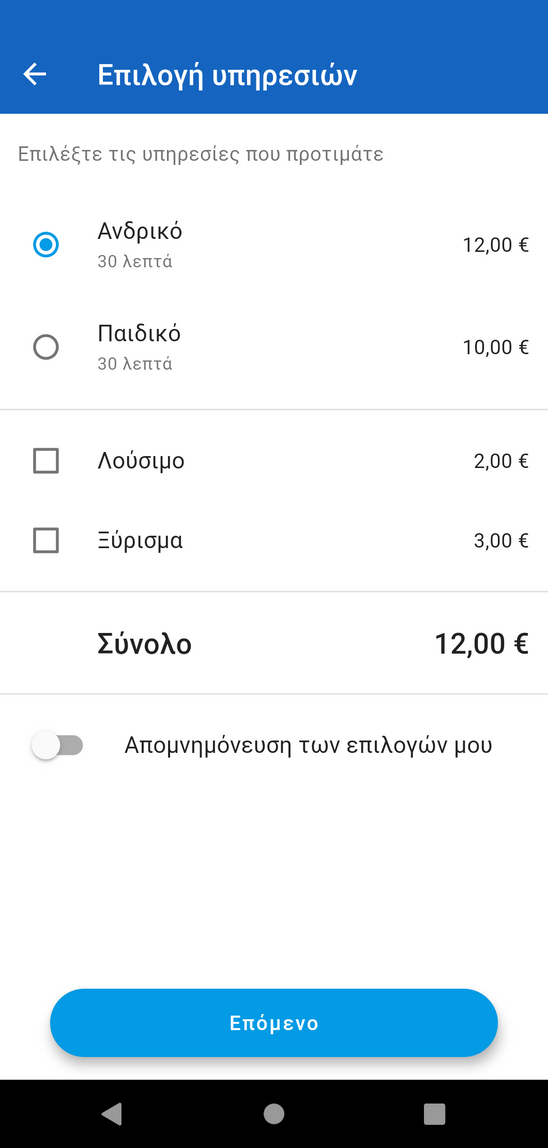 Επιλογή υπηρεσιών
Επιλέξτε τις υπηρεσίες που προτιμάτε
Ανδρικό
30 λεπτά
12,00 €
Παιδικό
30 λεπτά
10,00 €
Λούσιμο 2,00 €
Ξύρισμα 3,00 €
Σύνολο 12,00 €
Απομνημόνευση των επιλογών μου
Επόμενο